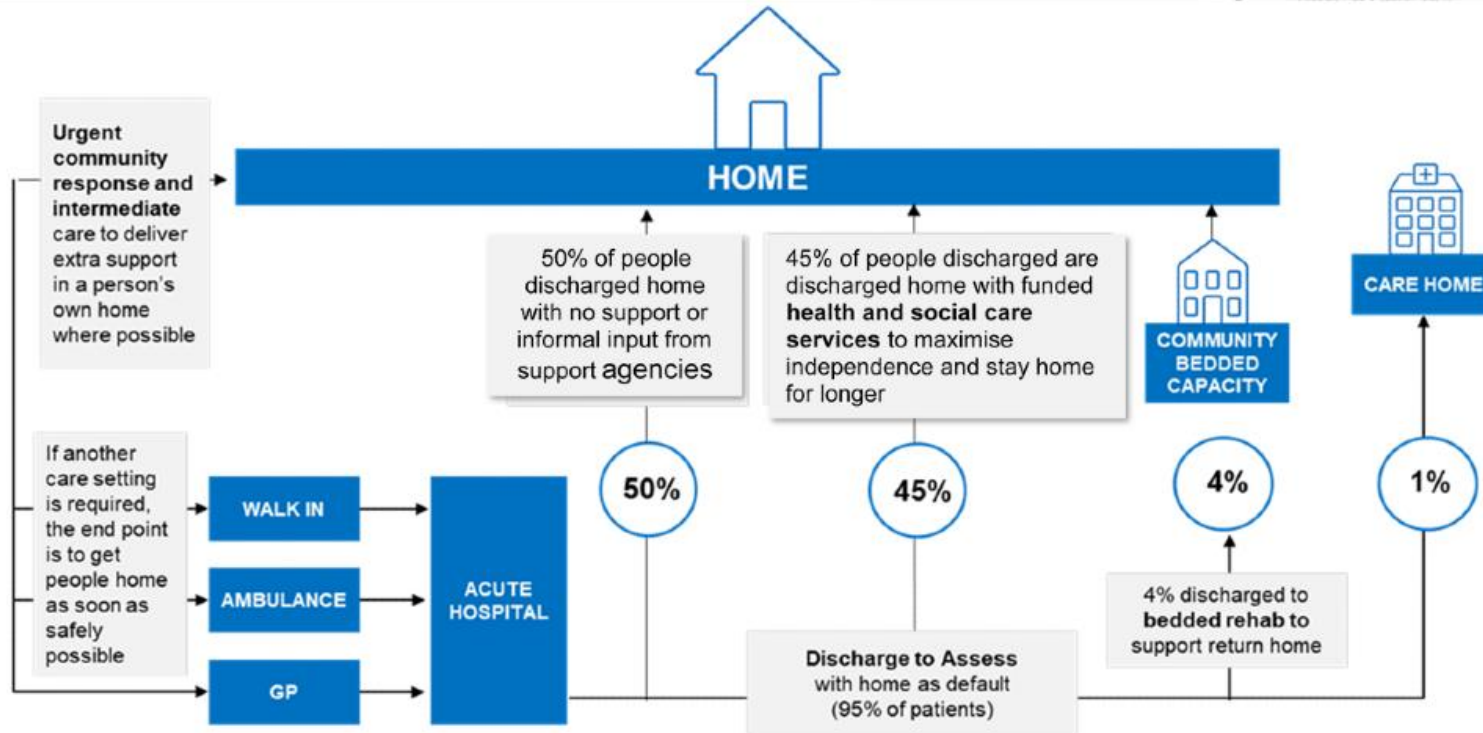 HOME
Urgent
community
response and
intermediate
care to deliver
extra support
in a person's
own home
where possible
50% of people
discharged home
with no support or
informal input from
support agencies
45% of people discharged are
discharged home with funded
health and social care
services to maximise
independence and stay home
for longer
COMMUNITY
BEDDED
CAPACITY
CARE HOME
If another
care setting
is required,
the end point
is to get
people home
as soon as
safely
possible
WALK IN
AMBULANCE
GP
ACUTE
HOSPITAL
50%
45%
4%
1%
Discharge to Assess
with home as default
(95% of patients)
4% discharged to
bedded rehab to
support return home